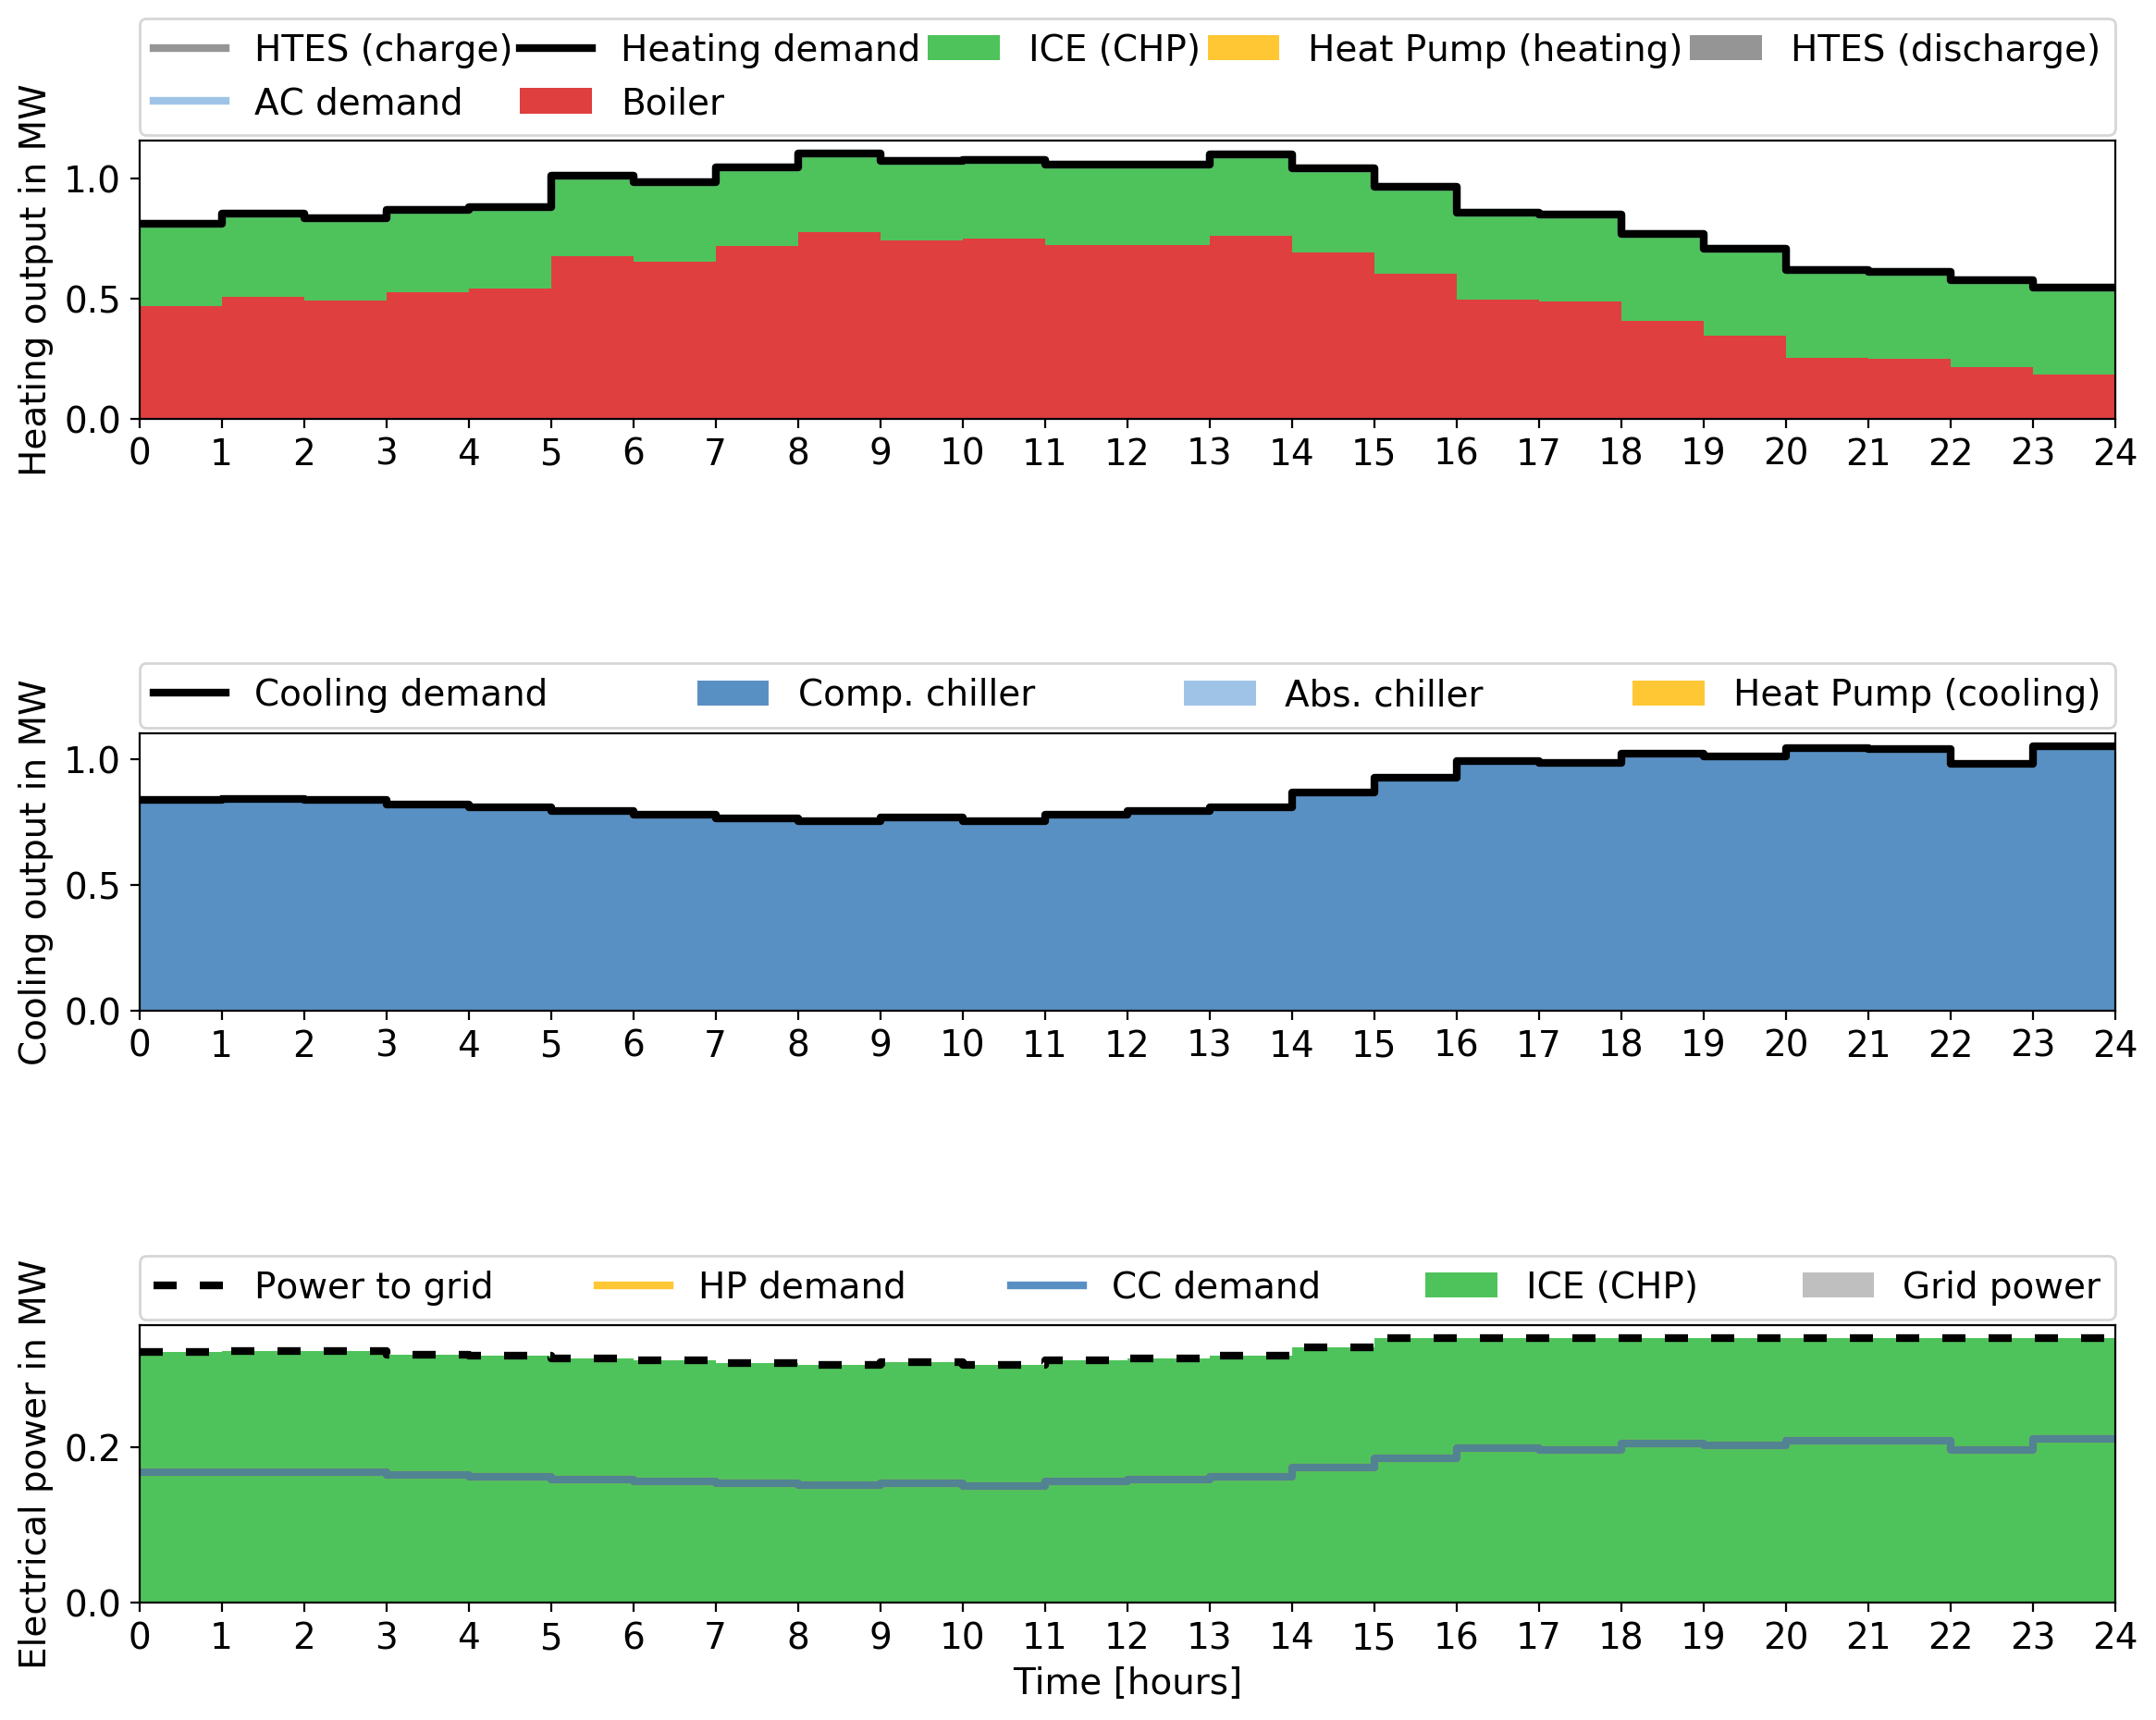 HTES (charge) Heating demand ICE (CHP) Heat Pump (heating) HTES (discharge)
AC demand Boiler
Heating output in MW
1.0
0.5
0.0
0 1 2 3 4 5 6 7 8 9 10 11 12 13 14 15 16 17 18 19 20 21 22 23 24
Cooling demand Comp. chiller Abs. chiller Heat Pump (cooling)
Cooling output in MW
1.0
0.5
0.0
0 1 2 3 4 5 6 7 8 9 10 11 12 13 14 15 16 17 18 19 20 21 22 23 24
Power to grid HP demand CC demand ICE (CHP) Grid power
Electrical power in MW
0.2
0.0
0 1 2 3 4 5 6 7 8 9 10 11 12 13 14 15 16 17 18 19 20 21 22 23 24
Time [hours]